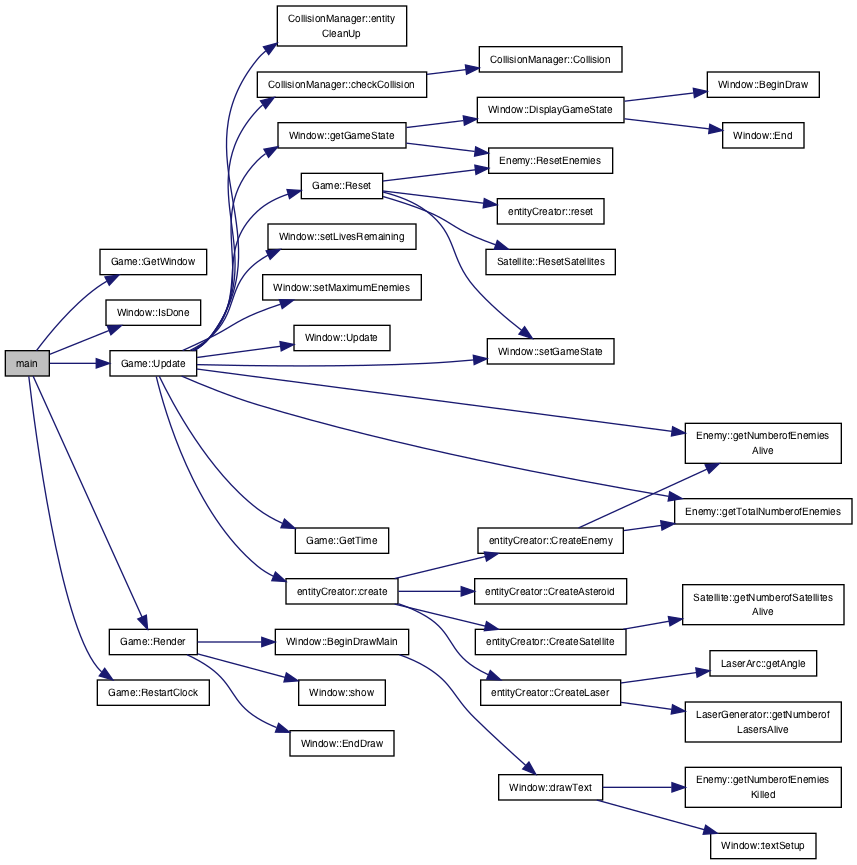 CollisionManager::entity
CleanUp
CollisionManager::checkCollision
CollisionManager::Collision
Window::getGameState
Window::DisplayGameState
Window::BeginDraw
Window::End
Enemy::ResetEnemies
Game::Reset
entityCreator::reset
Satellite::ResetSatellites
Window::setLivesRemaining
Game::GetWindow
Window::setMaximumEnemies
Window::IsDone
Window::Update
Window::setGameState
main
Game::Update
Enemy::getNumberofEnemies
Alive
Enemy::getTotalNumberofEnemies
Game::GetTime
entityCreator::CreateEnemy
entityCreator::create
entityCreator::CreateAsteroid
Satellite::getNumberofSatellites
Alive
Game::Render
Window::BeginDrawMain
entityCreator::CreateSatellite
LaserArc::getAngle
Game::RestartClock
Window::show
entityCreator::CreateLaser
LaserGenerator::getNumberof
LasersAlive
Window::EndDraw
Window::drawText
Enemy::getNumberofEnemies
Killed
Window::textSetup